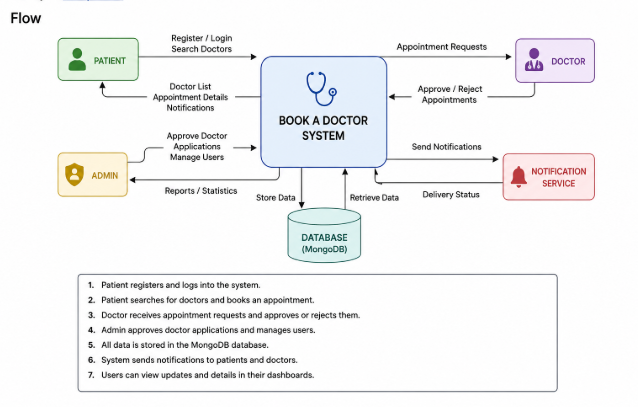 Flow
Register / Login
Search Doctors
Appointment Requests
PATIENT
DOCTOR
Doctor List
Appointment Details
Notifications
Approve / Reject
Appointments
BOOK A DOCTOR
SYSTEM
Approve Doctor
Applications
Manage Users
Send Notifications
ADMIN
NOTIFICATION
SERVICE
Reports / Statistics
Store Data
Retrieve Data
Delivery Status
DATABASE
(MongoDB)
1. Patient registers and logs into the system.
2. Patient searches for doctors and books an appointment.
3. Doctor receives appointment requests and approves or rejects them.
4. Admin approves doctor applications and manages users.
5. All data is stored in the MongoDB database.
6. System sends notifications to patients and doctors.
7. Users can view updates and details in their dashboards.